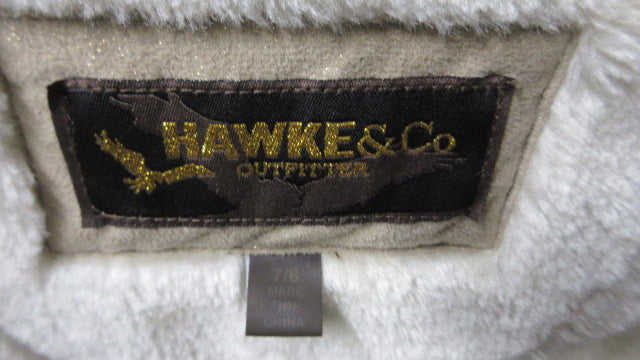 HAWKE & Co
OUTFITTER
7/8